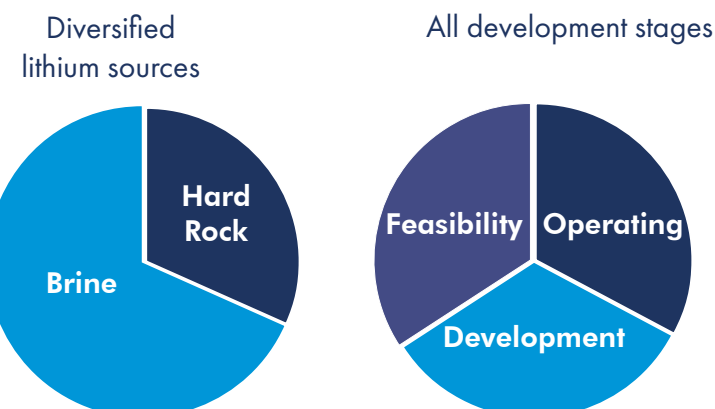 Diversified
lithium sources
Hard
Rock
Brine
All development stages
Feasibility
Operating
Development